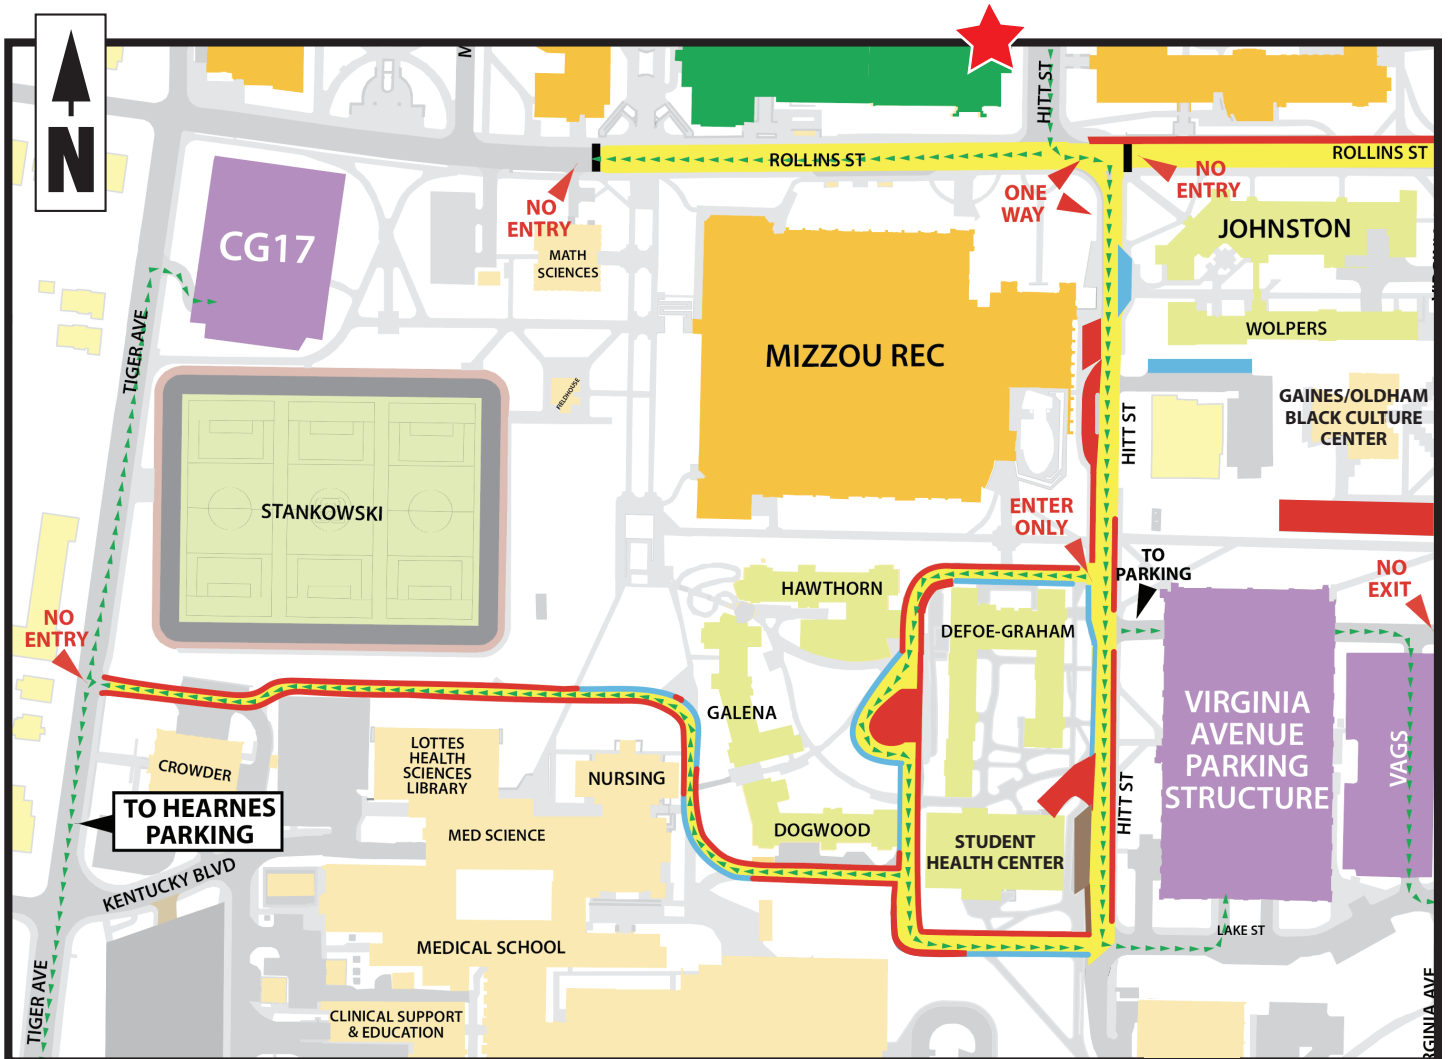 N
M
HITT ST
ROLLINS ST
ROLLINS ST
NO
ENTRY
ONE
WAY
NO
ENTRY
JOHNSTON
CG17
MATH
SCIENCES
WOLPERS
TIGER AVE
MIZZOU REC
FIELDHOUSE
HITT ST
GAINES/OLDHAM
BLACK CULTURE
CENTER
STANKOWSKI
ENTER
ONLY
TO
PARKING
NO
EXIT
HAWTHORN
DEFOE-GRAHAM
NO
ENTRY
GALENA
VIRGINIA
AVENUE
PARKING
STRUCTURE
VAGS
LOTTES
HEALTH
SCIENCES
LIBRARY
CROWDER
NURSING
HITT ST
TO HEARNES
PARKING
MED SCIENCE
DOGWOOD
STUDENT
HEALTH CENTER
KENTUCKY BLVD
LAKE ST
MEDICAL SCHOOL
TIGER AVE
CLINICAL SUPPORT
& EDUCATION
RGINIA AVE